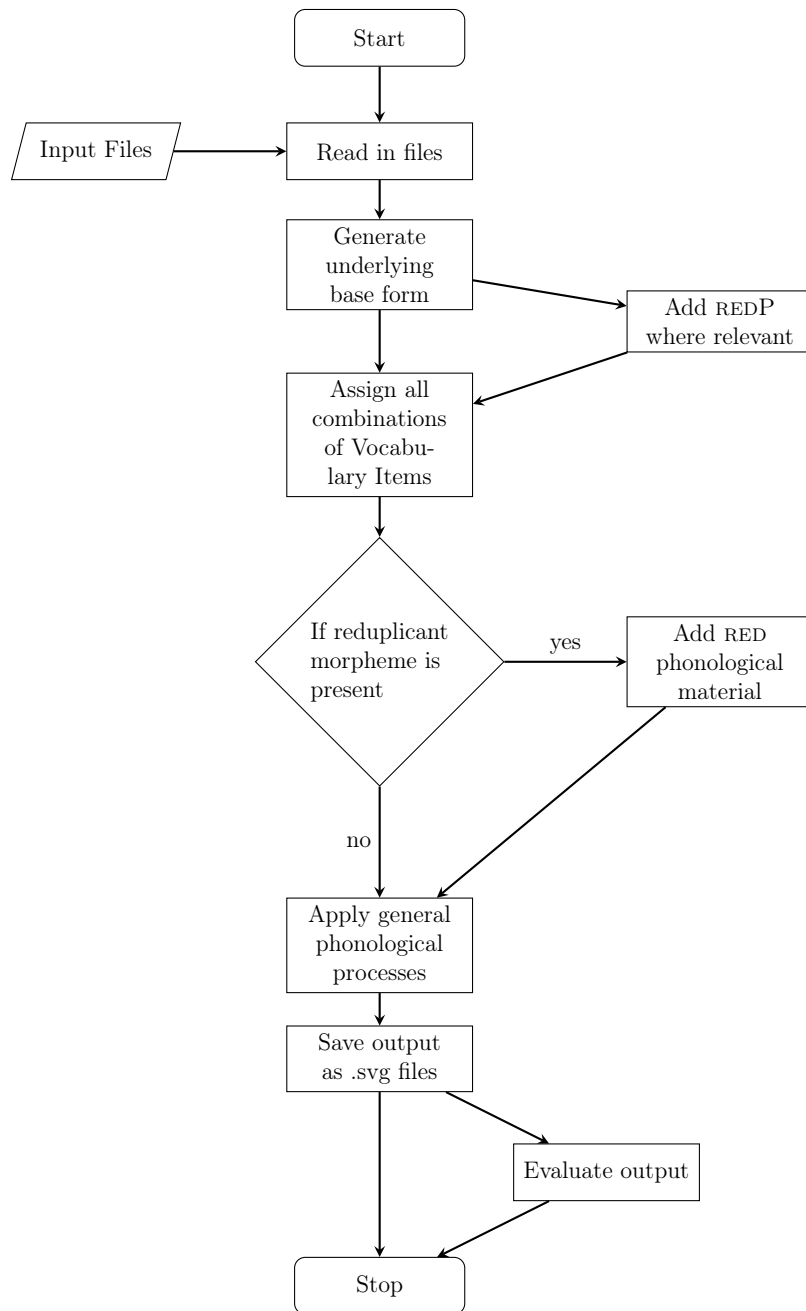 Start
Input Files
Read in files
Generate
underlying
base form
Add REDP
where relevant
Assign all
combinations
of Vocabu-
lary Items
If reduplicant
morpheme is
present
yes
Add RED
phonological
material
no
Apply general
phonological
processes
Save output
as .svg files
Evaluate output
Stop